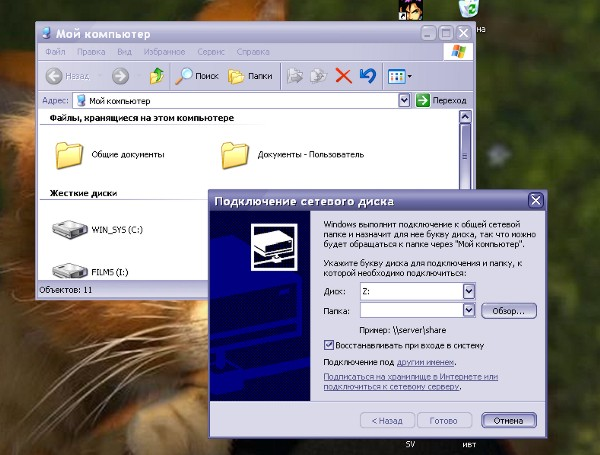 Мой компьютер
Файл Правка Вид Избранное Сервис Справка
Назад Поиск Папки
Адрес: Мой компьютер Переход
Файлы, хранящиеся на этом компьютере
Общие документы Документы - Пользователь
Жесткие диски
WIN_SYS (C:)
FILMS (I:)
Объектов: 11
на
Подключение сетевого диска
Windows выполнит подключение к общей сетевой
папке и назначит для нее букву диска, так что можно
будет обращаться к папке через "Мой компьютер".
Укажите букву диска для подключения и папку, к
которой необходимо подключиться:
Диск: Z:
Папка: Обзор...
Пример: \\server\share
Восстанавливать при входе в систему
Подключение под другим именем.
Подписаться на хранилище в Интернете или
подключиться к сетевому серверу.
< Назад Готово Отмена
SV ивт